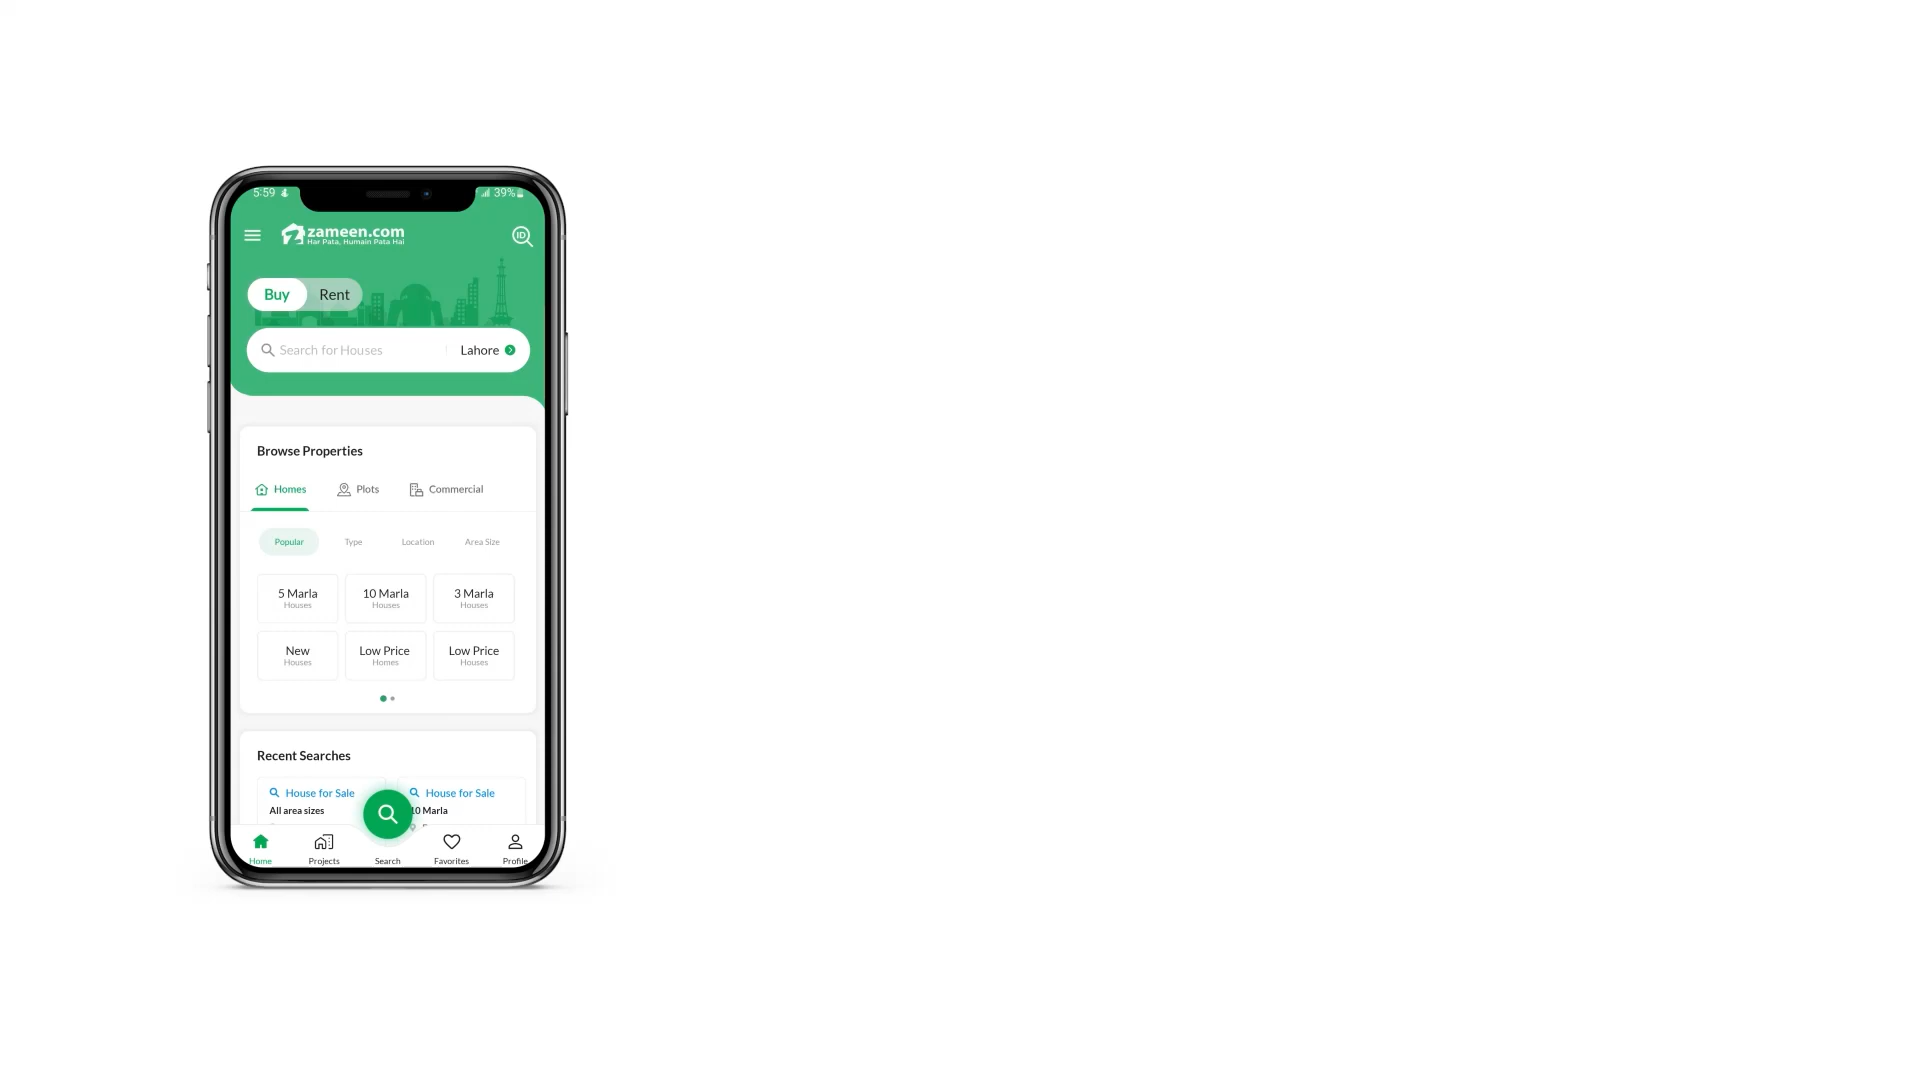 5:59
39%
zameen.com
Har Pata, Humain Pata Hai
ID
Buy
Rent
Search for Houses
Lahore
Browse Properties
Homes
Plots
Commercial
Popular
Type
Location
Area Size
5 Marla
Houses
10 Marla
Houses
3 Marla
Houses
New
Houses
Low Price
Homes
Low Price
Houses
Recent Searches
House for Sale
All area sizes
House for Sale
10 Marla
Home
Projects
Search
Favorites
Profile